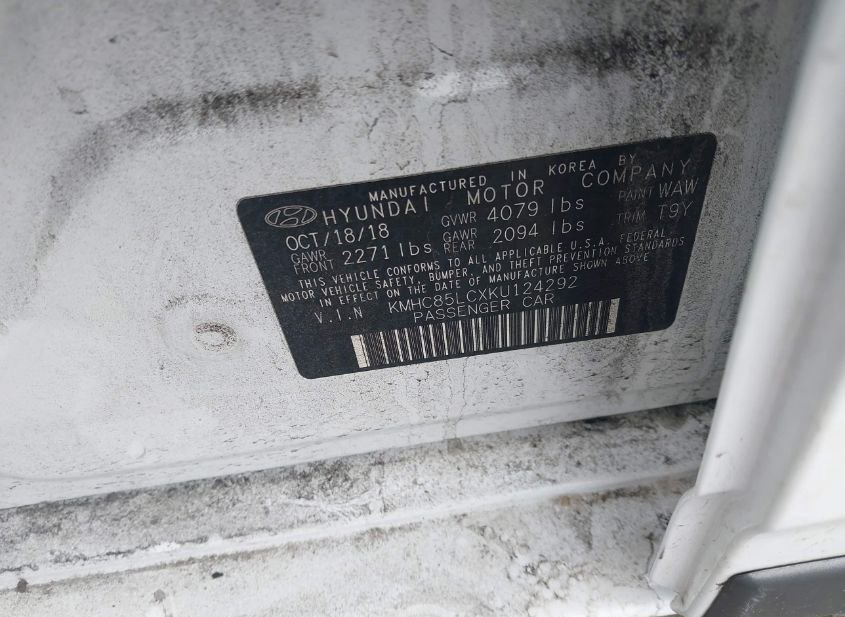 MANUFACTURED IN KOREA BY
HYUNDAI MOTOR COMPANY
OCT/18/18 GVWR 4079 lbs PAINT WAW
GAWR FRONT 2271 lbs GAWR REAR 2094 lbs TRIM T9Y
THIS VEHICLE CONFORMS TO ALL APPLICABLE U.S.A. FEDERAL
MOTOR VEHICLE SAFETY, BUMPER, AND THEFT PREVENTION STANDARDS
IN EFFECT ON THE DATE OF MANUFACTURE SHOWN ABOVE
V.I.N KMHC85LCXKU124292
PASSENGER CAR